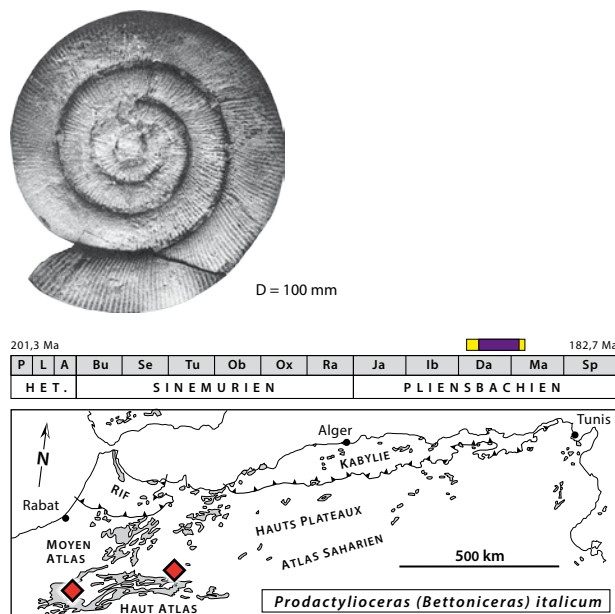 D = 100 mm
201,3 Ma 182,7 Ma
P L A Bu Se Tu Ob Ox Ra Ja Ib Da Ma Sp
HET. SINEMURIEN PLIENSBACHIEN
Tunis
Alger
KABYLIE
N
RIF
Rabat
HAUTS PLATEAUX
MOYEN
ATLAS
ATLAS SAHARIEN
500 km
HAUT ATLAS
Prodactylioceras (Bettoniceras) italicum